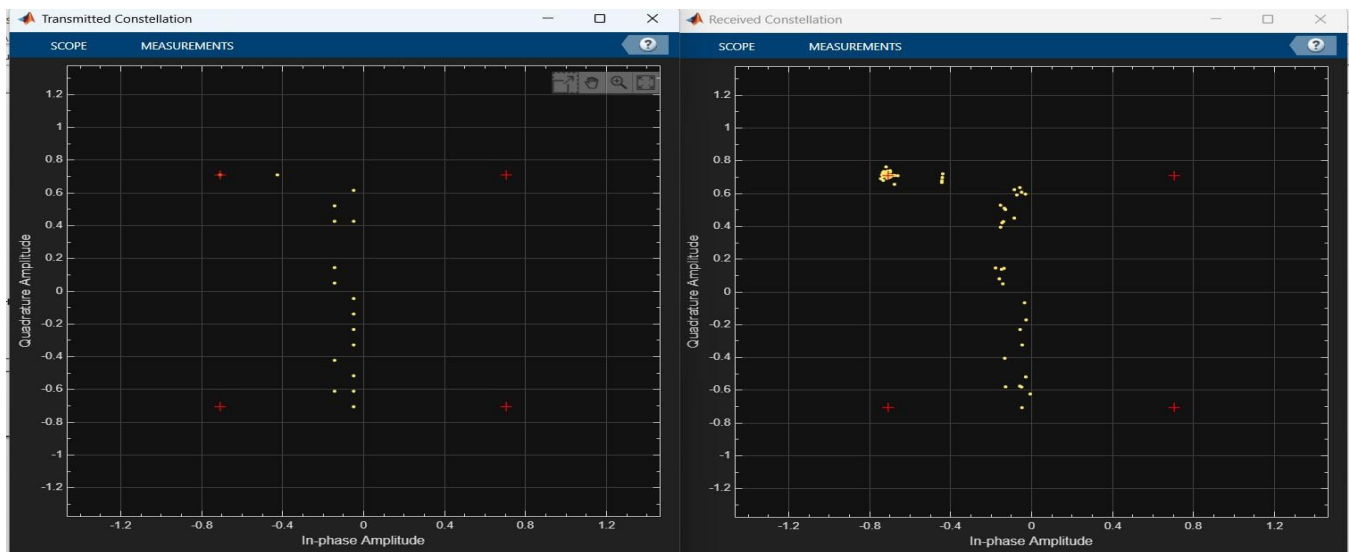 Transmitted Constellation
SCOPE MEASUREMENTS
?
1.2
1
0.8
0.6
0.4
0.2
0
-0.2
-0.4
-0.6
-0.8
-1
-1.2
Quadrature Amplitude
-1.2 -0.8 -0.4 0 0.4 0.8 1.2
In-phase Amplitude
Received Constellation
SCOPE MEASUREMENTS
?
1.2
1
0.8
0.6
0.4
0.2
0
-0.2
-0.4
-0.6
-0.8
-1
-1.2
Quadrature Amplitude
-1.2 -0.8 -0.4 0 0.4 0.8 1.2
In-phase Amplitude